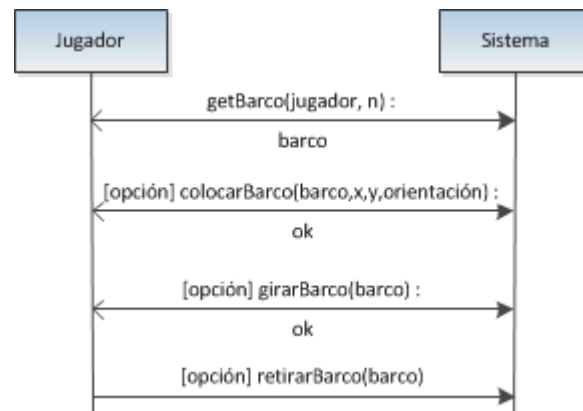 Jugador
Sistema
getBarco(jugador, n) :
barco
[opción] colocarBarco(barco,x,y,orientación) :
ok
[opción] girarBarco(barco) :
ok
[opción] retirarBarco(barco)